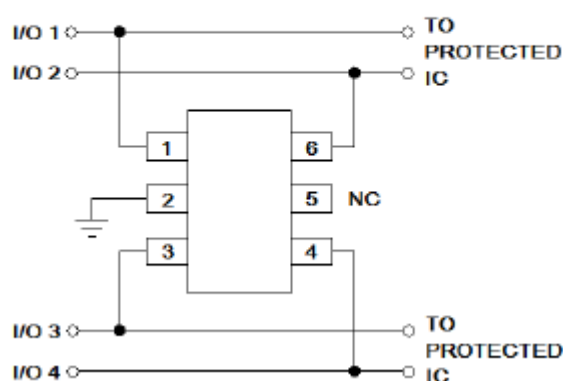 I/O 1
TO
PROTECTED
IC
I/O 2
1
6
2
5
NC
3
4
I/O 3
TO
PROTECTED
IC
I/O 4